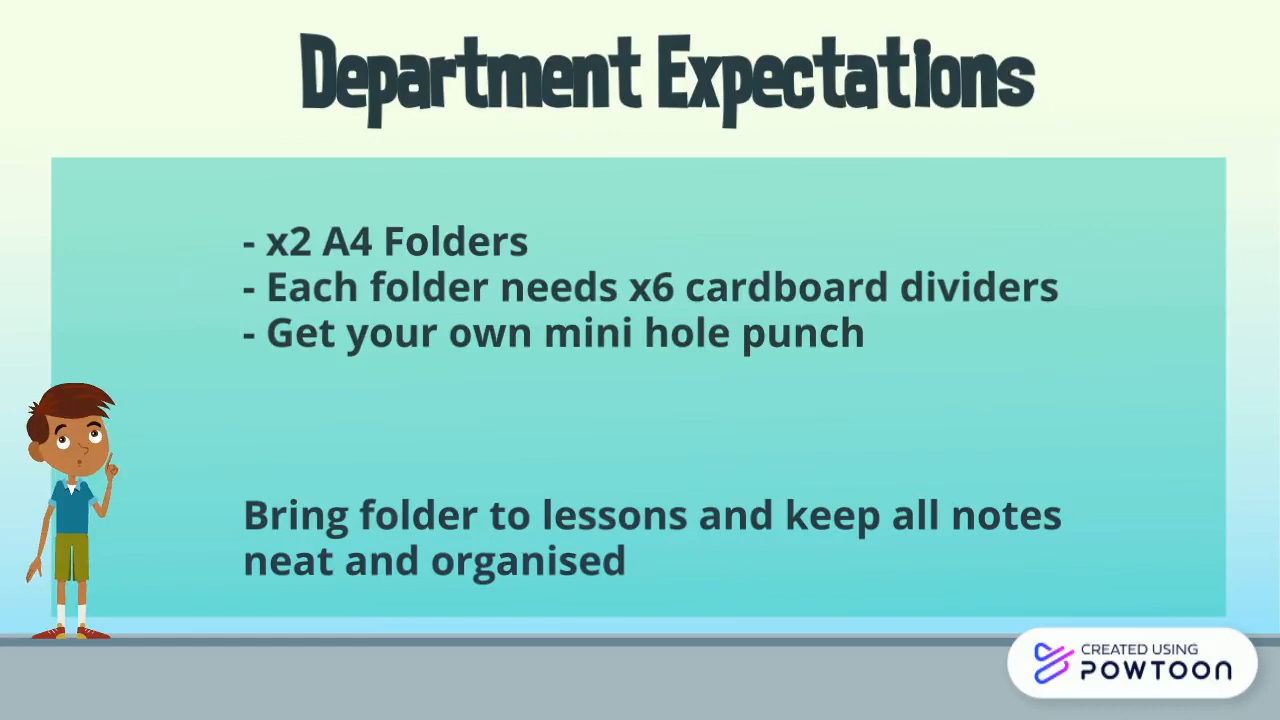 Department Expectations
- x2 A4 Folders
- Each folder needs x6 cardboard dividers
- Get your own mini hole punch
Bring folder to lessons and keep all notes
neat and organised
CREATED USING
POWTOON